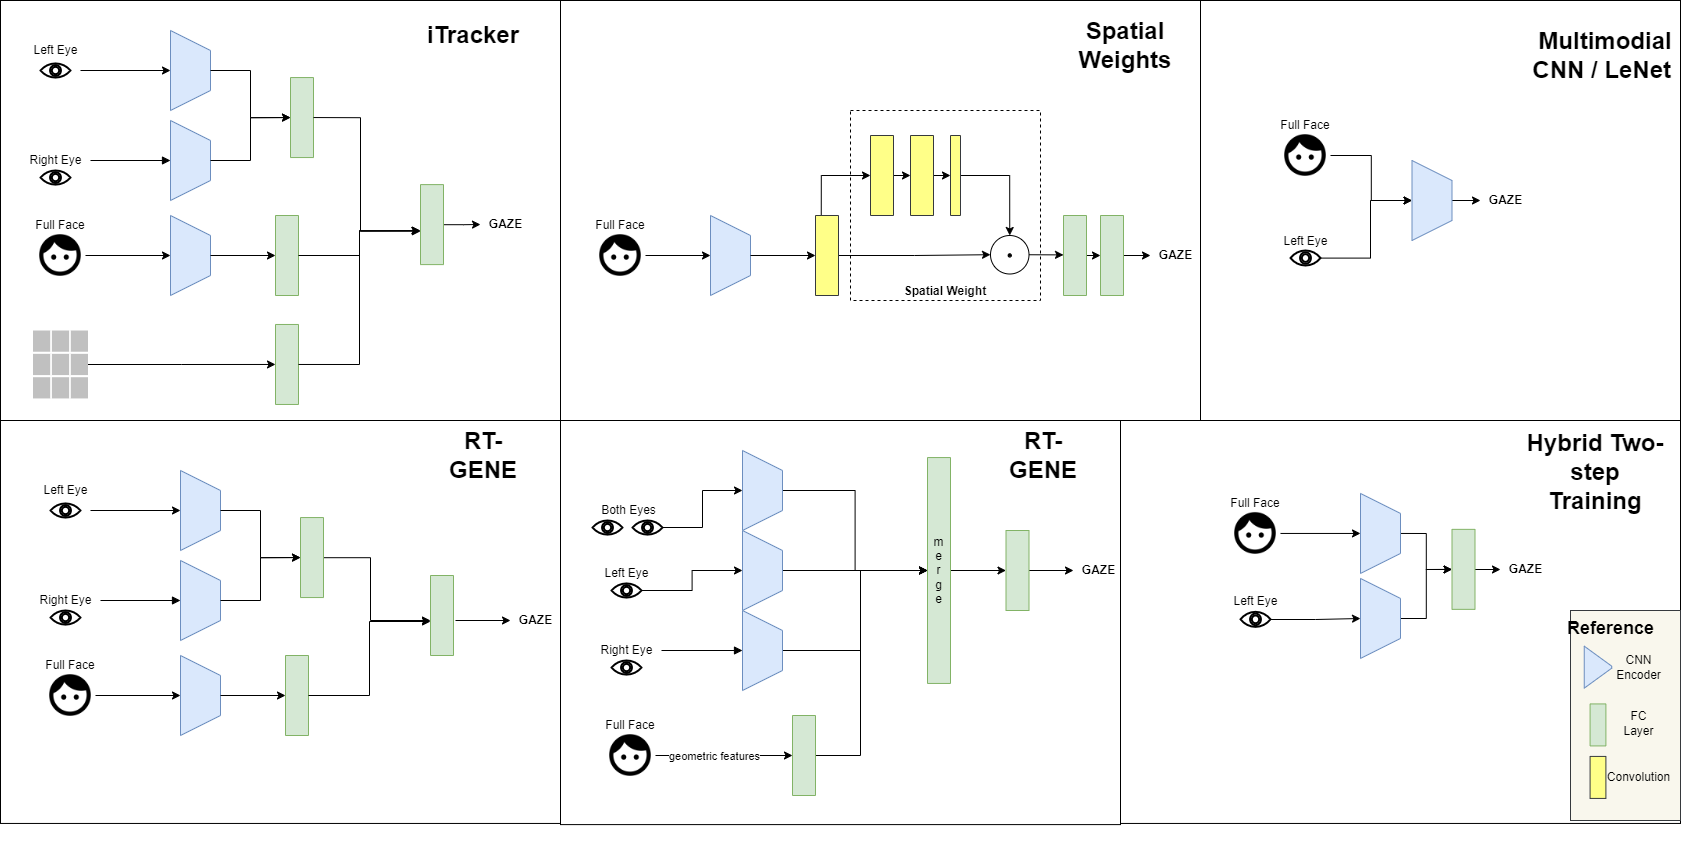 iTracker
Left Eye
Right Eye
Full Face
GAZE
Spatial
Weights
Full Face
Spatial Weight
GAZE
Multimodial
CNN / LeNet
Full Face
Left Eye
GAZE
RT-
GENE
Left Eye
Right Eye
Full Face
GAZE
RT-
GENE
Both Eyes
Left Eye
Right Eye
Full Face
geometric features
m
e
r
g
e
GAZE
Hybrid Two-
step
Training
Full Face
Left Eye
GAZE
Reference
CNN
Encoder
FC
Layer
Convolution